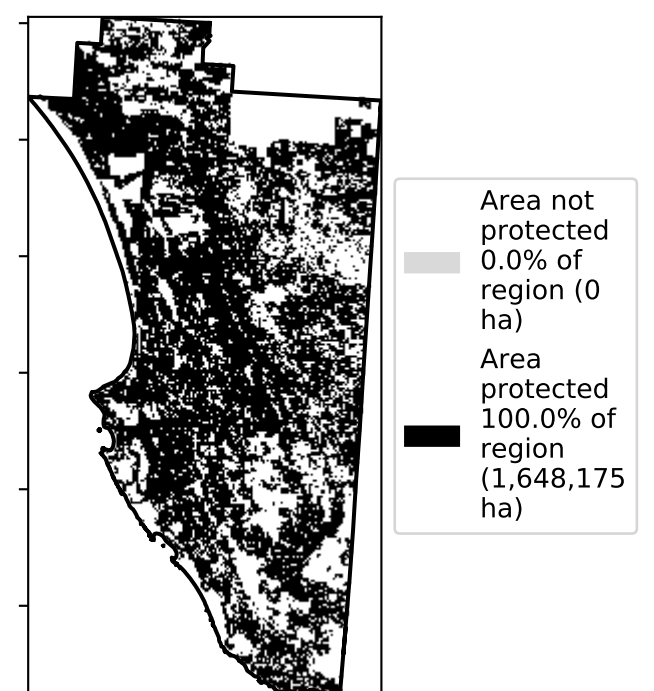 Area not
protected
0.0% of
region (0
ha)
Area
protected
100.0% of
region
(1,648,175
ha)